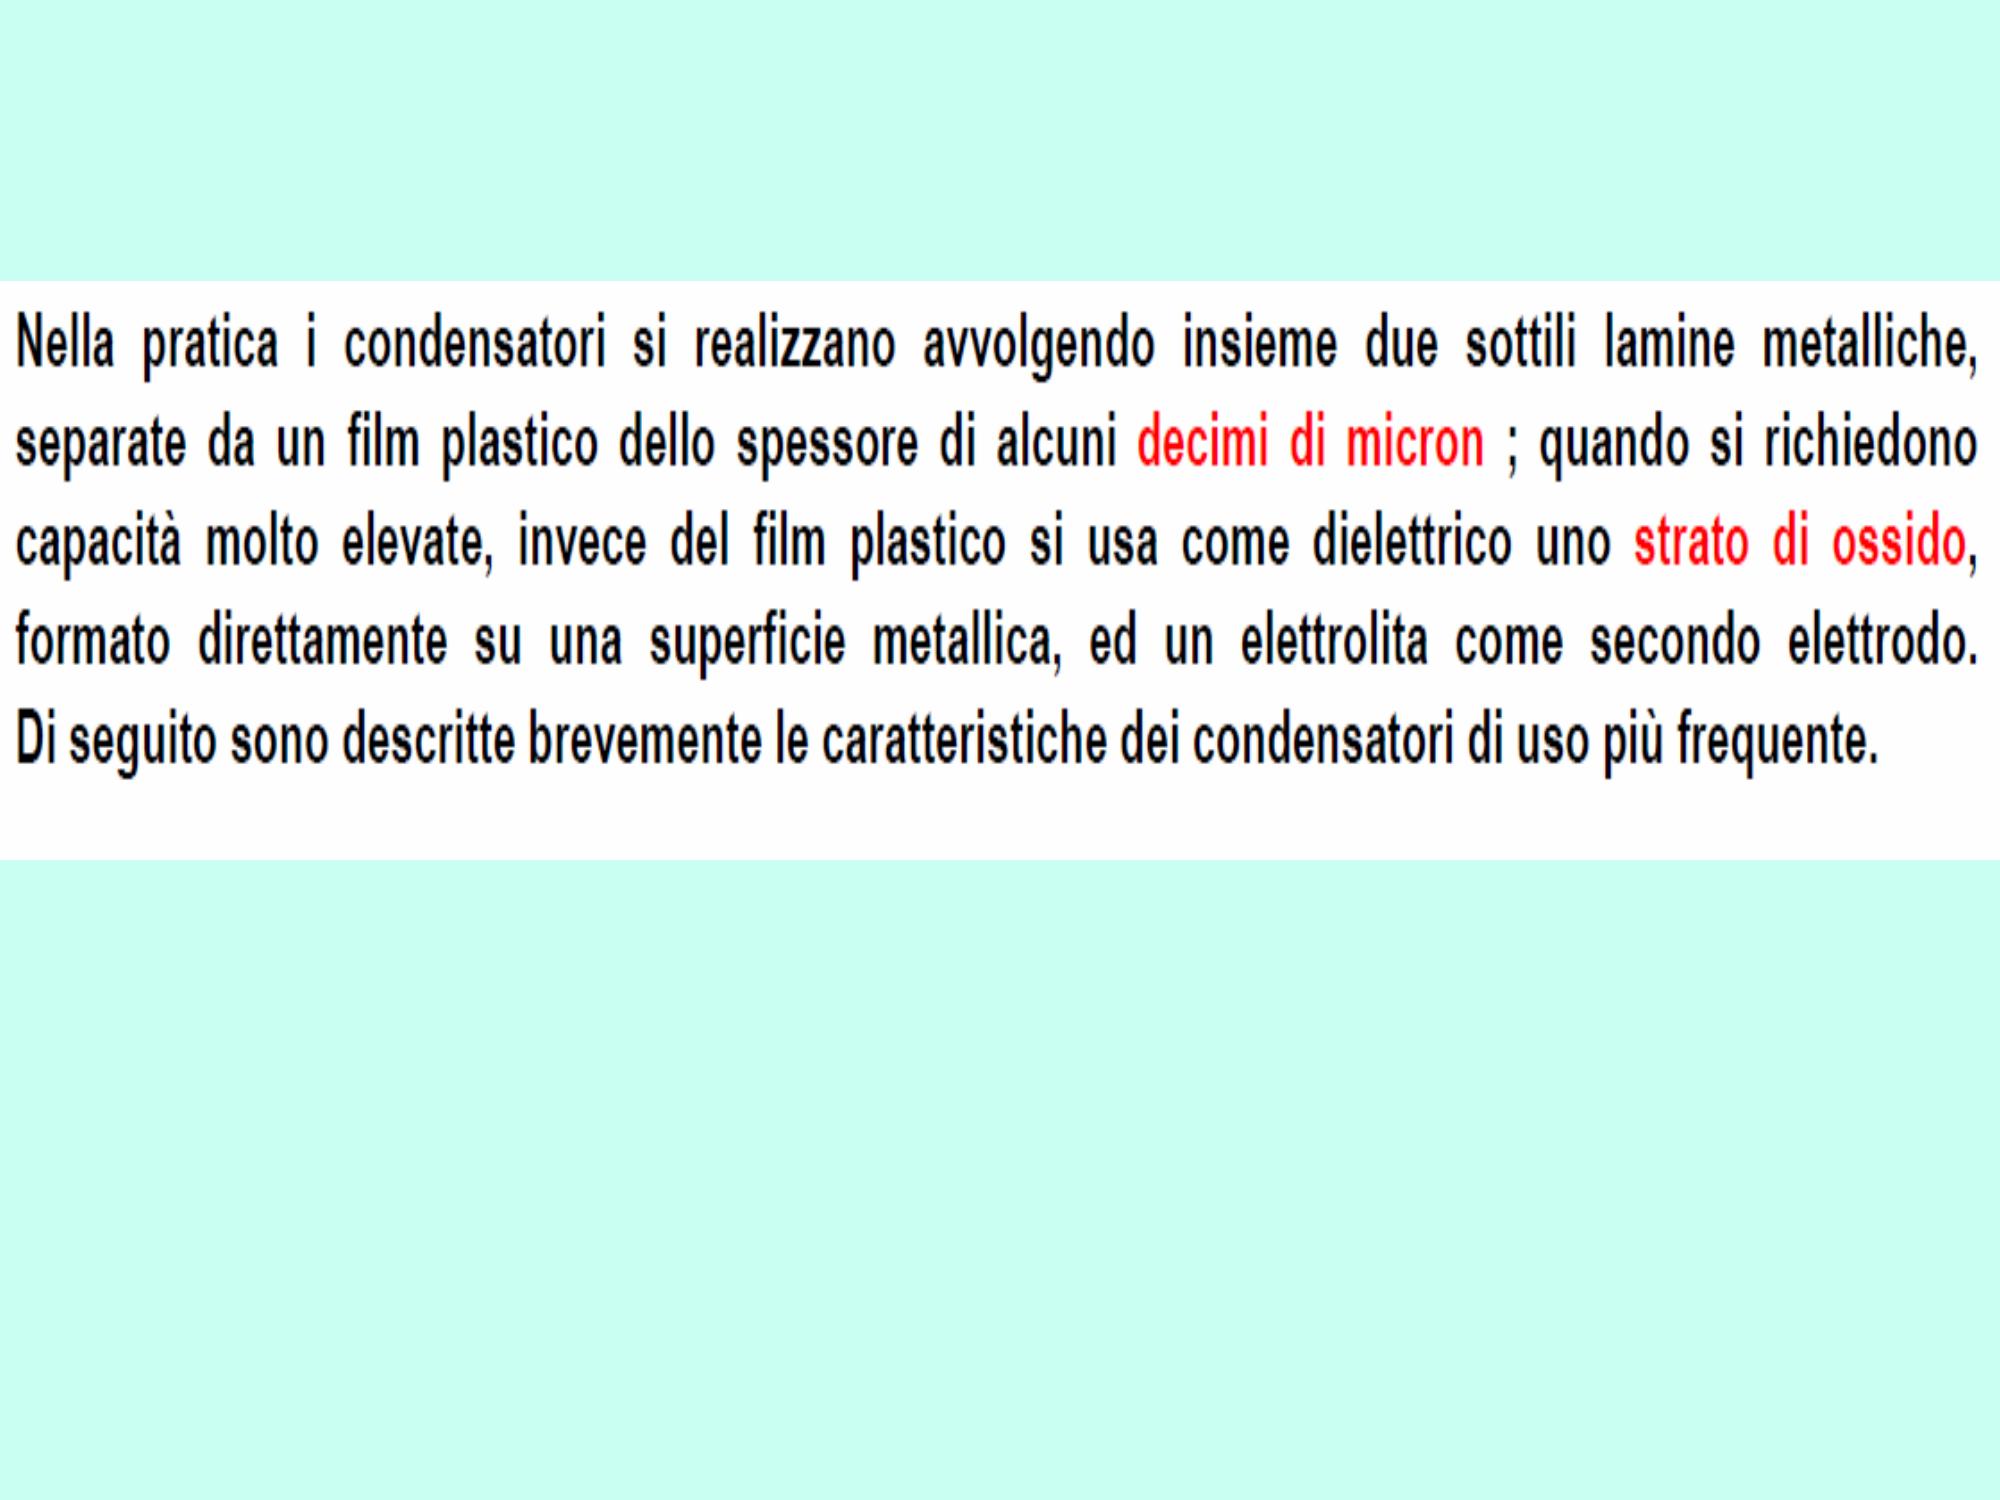 Nella pratica i condensatori si realizzano avvolgendo insieme due sottili lamine metalliche,
separate da un film plastico dello spessore di alcuni decimi di micron ; quando si richiedono
capacità molto elevate, invece del film plastico si usa come dielettrico uno strato di ossido,
formato direttamente su una superficie metallica, ed un elettrolita come secondo elettrodo.
Di seguito sono descritte brevemente le caratteristiche dei condensatori di uso più frequente.